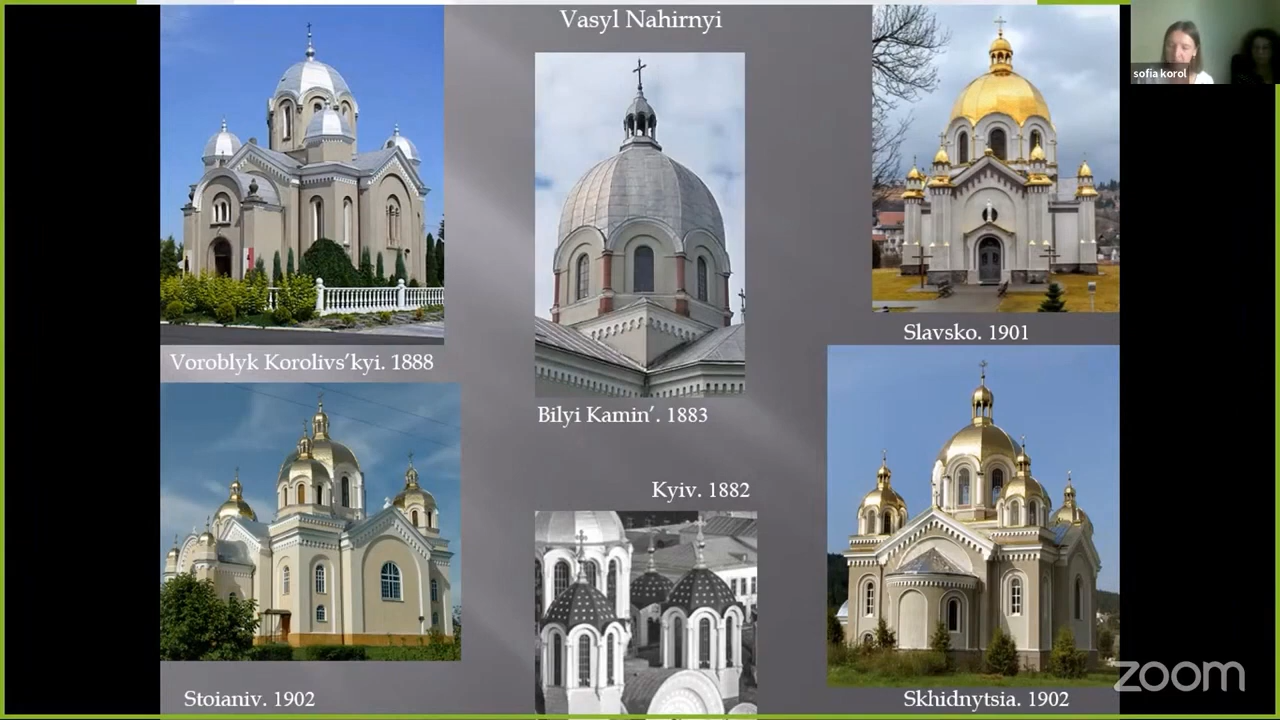 Vasyl Nahirnyi
sofia korol
Voroblyk Korolivs’kyi. 1888
Bilyi Kamin’. 1883
Slavsko. 1901
Kyiv. 1882
Stoianiv. 1902
Skhidnytsia. 1902
zoom